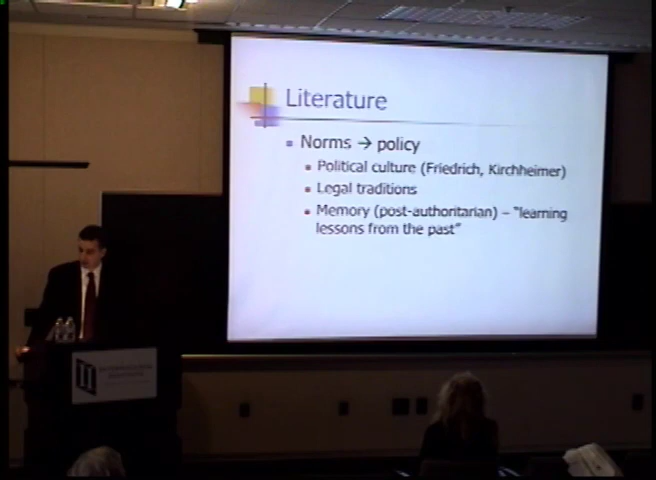 Literature
Norms → policy
Political culture (Friedrich, Kirchheimer)
Legal traditions
Memory (post-authoritarian) – "learning
lessons from the past"